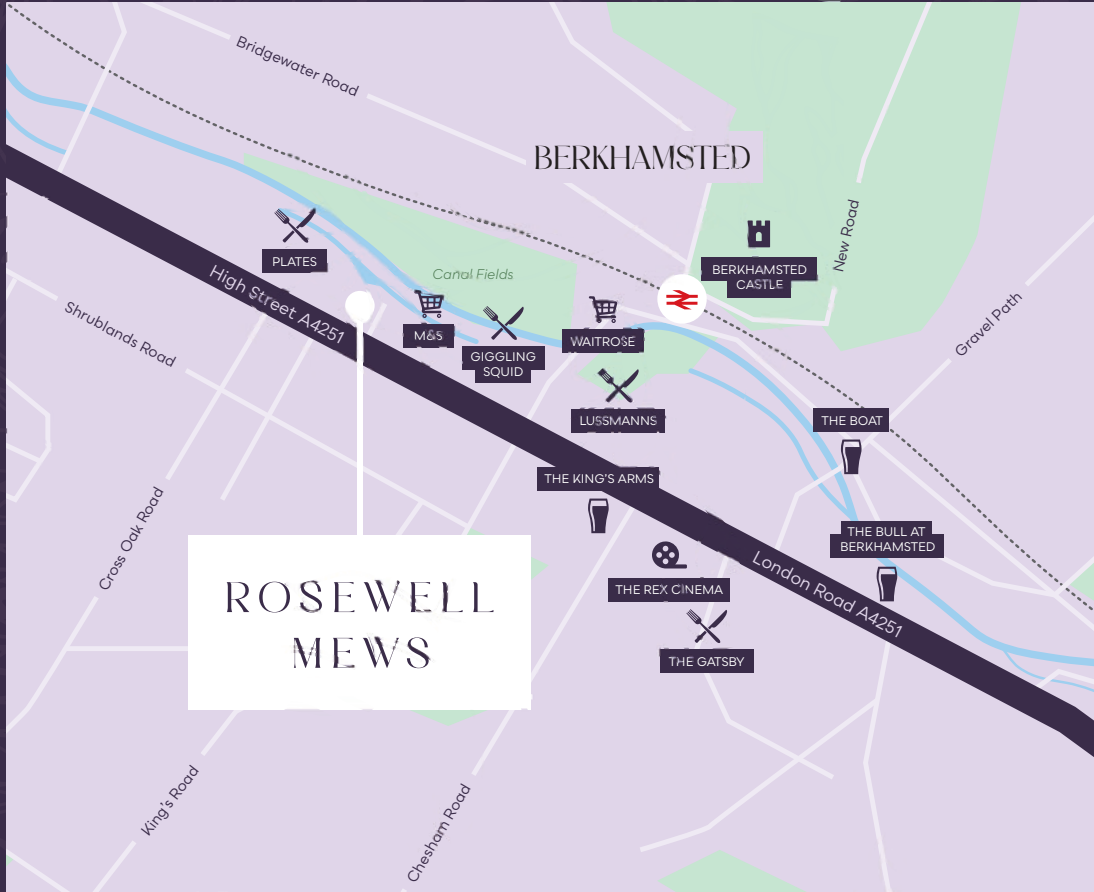 Bridgewater Road
BERKHAMSTED
New Road
PLATES
BERKHAMSTED
CASTLE
Canal Fields
High Street A4251
Shrublands Road
M&S
GIGGLING
SQUID
WAITROSE
Gravel Path
LUSSMANNS
THE BOAT
THE KING'S ARMS
Cross Oak Road
THE BULL AT
BERKHAMSTED
London Road A4251
THE REX CINEMA
ROSEWELL
MEWS
THE GATSBY
King's Road
Chesham Road